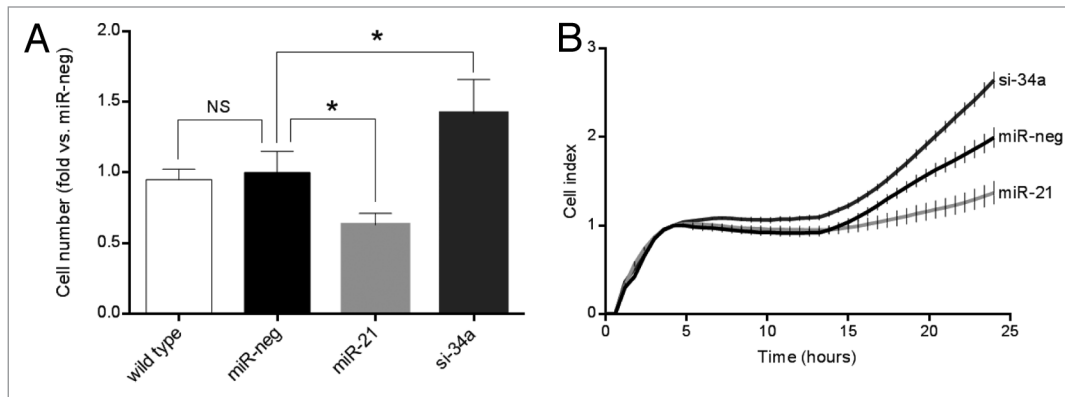 A
Cell number (fold vs. miR-neg)
2.0
1.5
1.0
0.5
0.0
NS
*
*
wild type
miR-neg
miR-21
si-34a
B
Cell index
3
2
1
0
0
5
10
15
20
25
Time (hours)
si-34a
miR-neg
miR-21